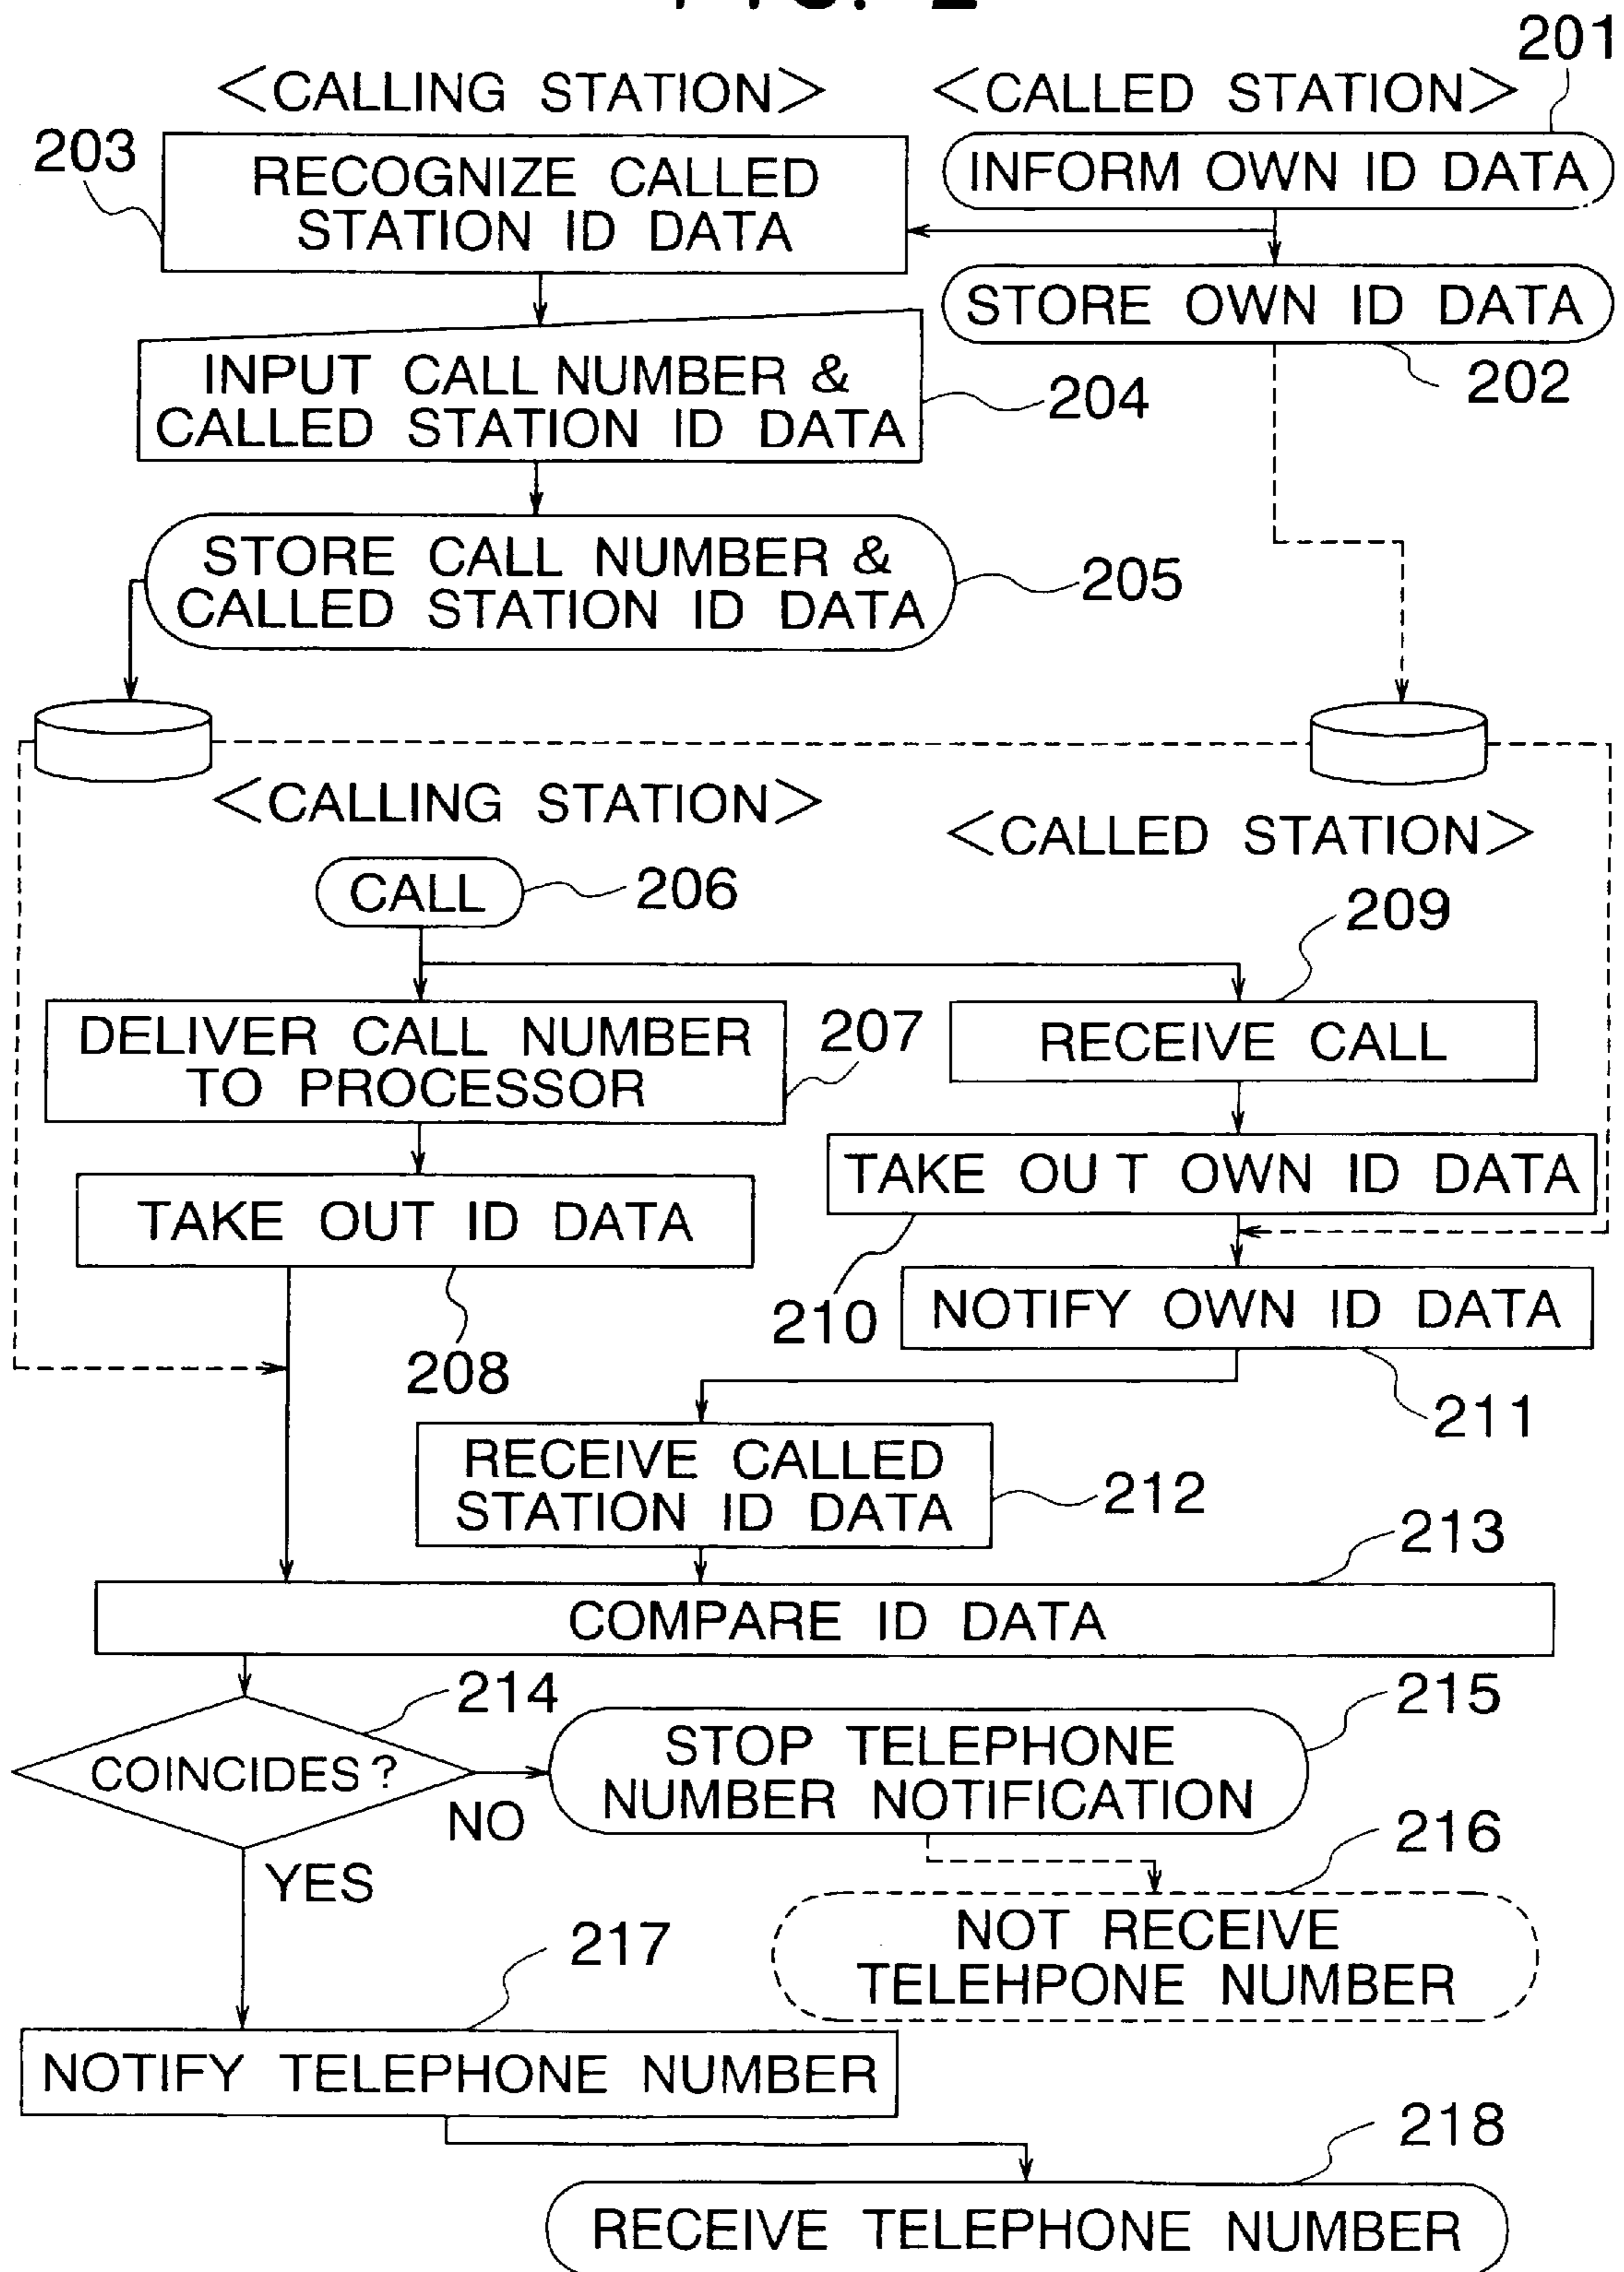 <CALLING STATION>
<CALLED STATION>
201
203
RECOGNIZE CALLED
STATION ID DATA
INFORM OWN ID DATA
STORE OWN ID DATA
202
INPUT CALL NUMBER &
CALLED STATION ID DATA
204
STORE CALL NUMBER &
CALLED STATION ID DATA
205
<CALLING STATION>
<CALLED STATION>
CALL
206
209
DELIVER CALL NUMBER
TO PROCESSOR
207
RECEIVE CALL
TAKE OUT ID DATA
208
TAKE OUT OWN ID DATA
210
NOTIFY OWN ID DATA
211
RECEIVE CALLED
STATION ID DATA
212
213
COMPARE ID DATA
214
COINCIDES?
NO
YES
215
STOP TELEPHONE
NUMBER NOTIFICATION
216
NOT RECEIVE
TELEHPONE NUMBER
217
NOTIFY TELEPHONE NUMBER
218
RECEIVE TELEPHONE NUMBER